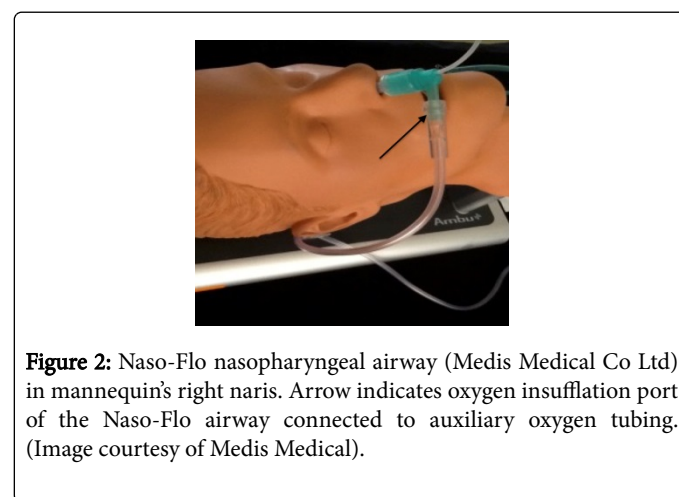 Ambu+
Figure 2: Naso-Flo nasopharyngeal airway (Medis Medical Co Ltd)
in mannequin's right naris. Arrow indicates oxygen insufflation port
of the Naso-Flo airway connected to auxiliary oxygen tubing.
(Image courtesy of Medis Medical).